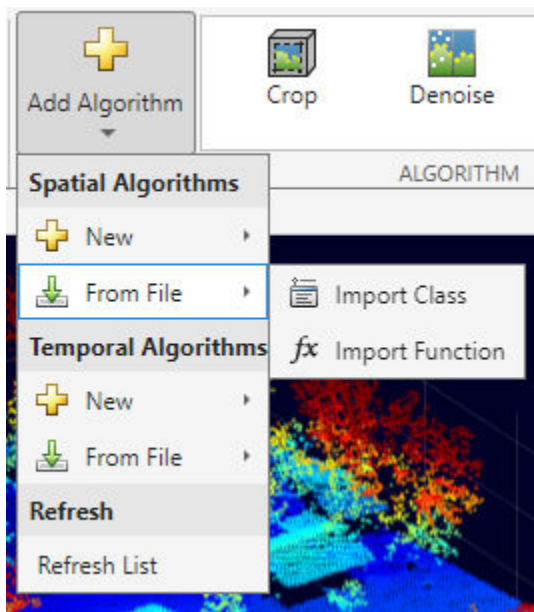 Add Algorithm
Crop
Denoise
ALGORITHM
Spatial Algorithms
New
From File
Import Class
fx Import Function
Temporal Algorithms
New
From File
Refresh
Refresh List